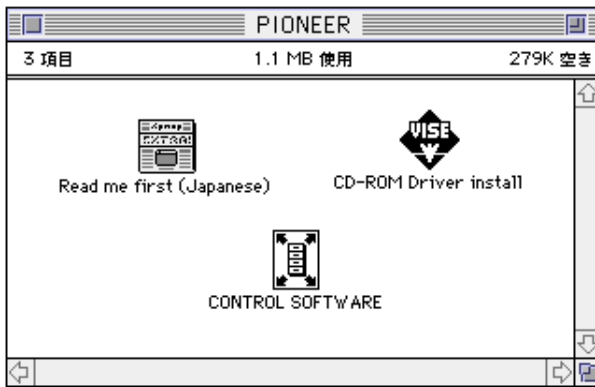 PIONEER
3 項目 1.1 MB 使用 279K 空き
EXTRA!
VISE
Read me first (Japanese)
CD-ROM Driver install
CONTROL SOFTWARE